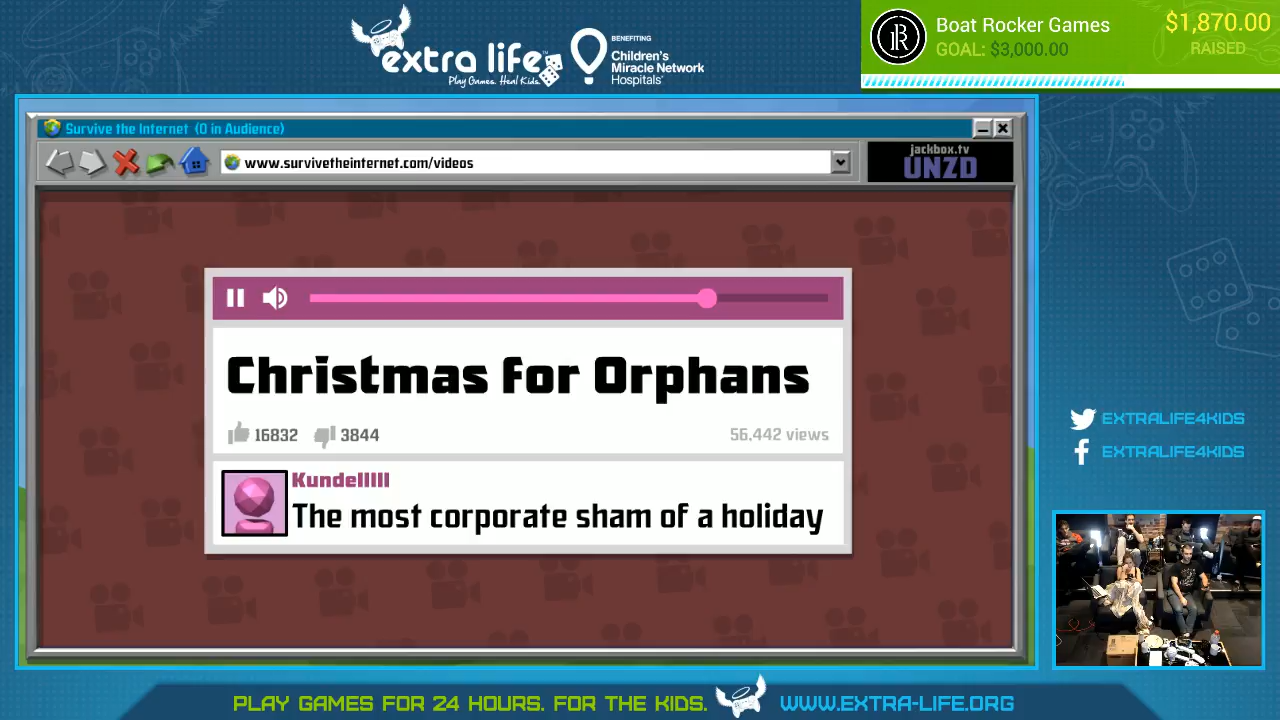 extra life
Play Games. Heal Kids.
BENEFITING
Children's
Miracle Network
Hospitals
Boat Rocker Games
GOAL: $3,000.00
$1,870.00
RAISED
Survive the Internet (0 in Audience)
www.survivetheinternet.com/videos
jackbox.tv
UNZD
Christmas for Orphans
16832 3844 56,442 views
Kundelllll
The most corporate sham of a holiday
EXTRALIFE4KIDS
EXTRALIFE4KIDS
PLAY GAMES FOR 24 HOURS. FOR THE KIDS. WWW.EXTRA-LIFE.ORG